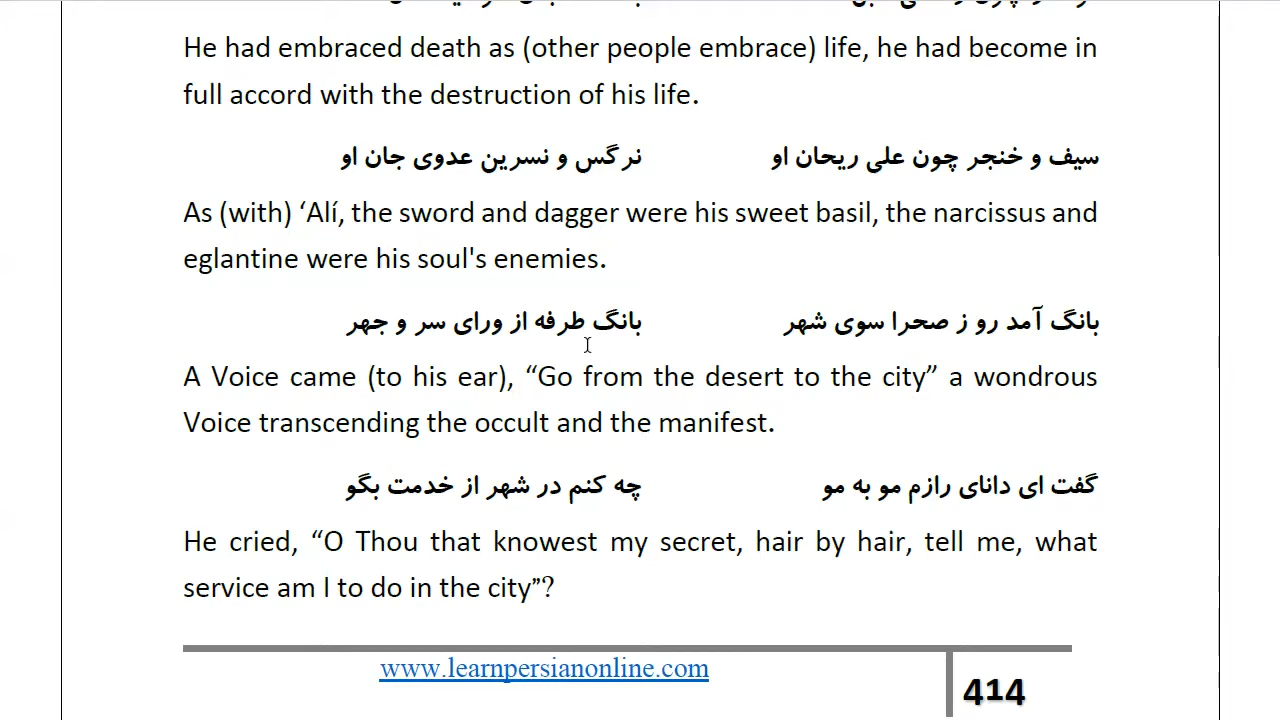 He had embraced death as (other people embrace) life, he had become in
full accord with the destruction of his life.
سیف و خنجر چون علی ریحان او نرگس و نسرین عدوی جان او
As (with) ‘Alí, the sword and dagger were his sweet basil, the narcissus and
eglantine were his soul's enemies.
بانگ آمد رو ز صحرا سوی شهر بانگ طرفه از ورای سر و جهر
A Voice came (to his ear), “Go from the desert to the city” a wondrous
Voice transcending the occult and the manifest.
گفت ای دانای رازم مو به مو چه کنم در شهر از خدمت بگو
He cried, “O Thou that knowest my secret, hair by hair, tell me, what
service am I to do in the city”?
www.learnpersianonline.com
414